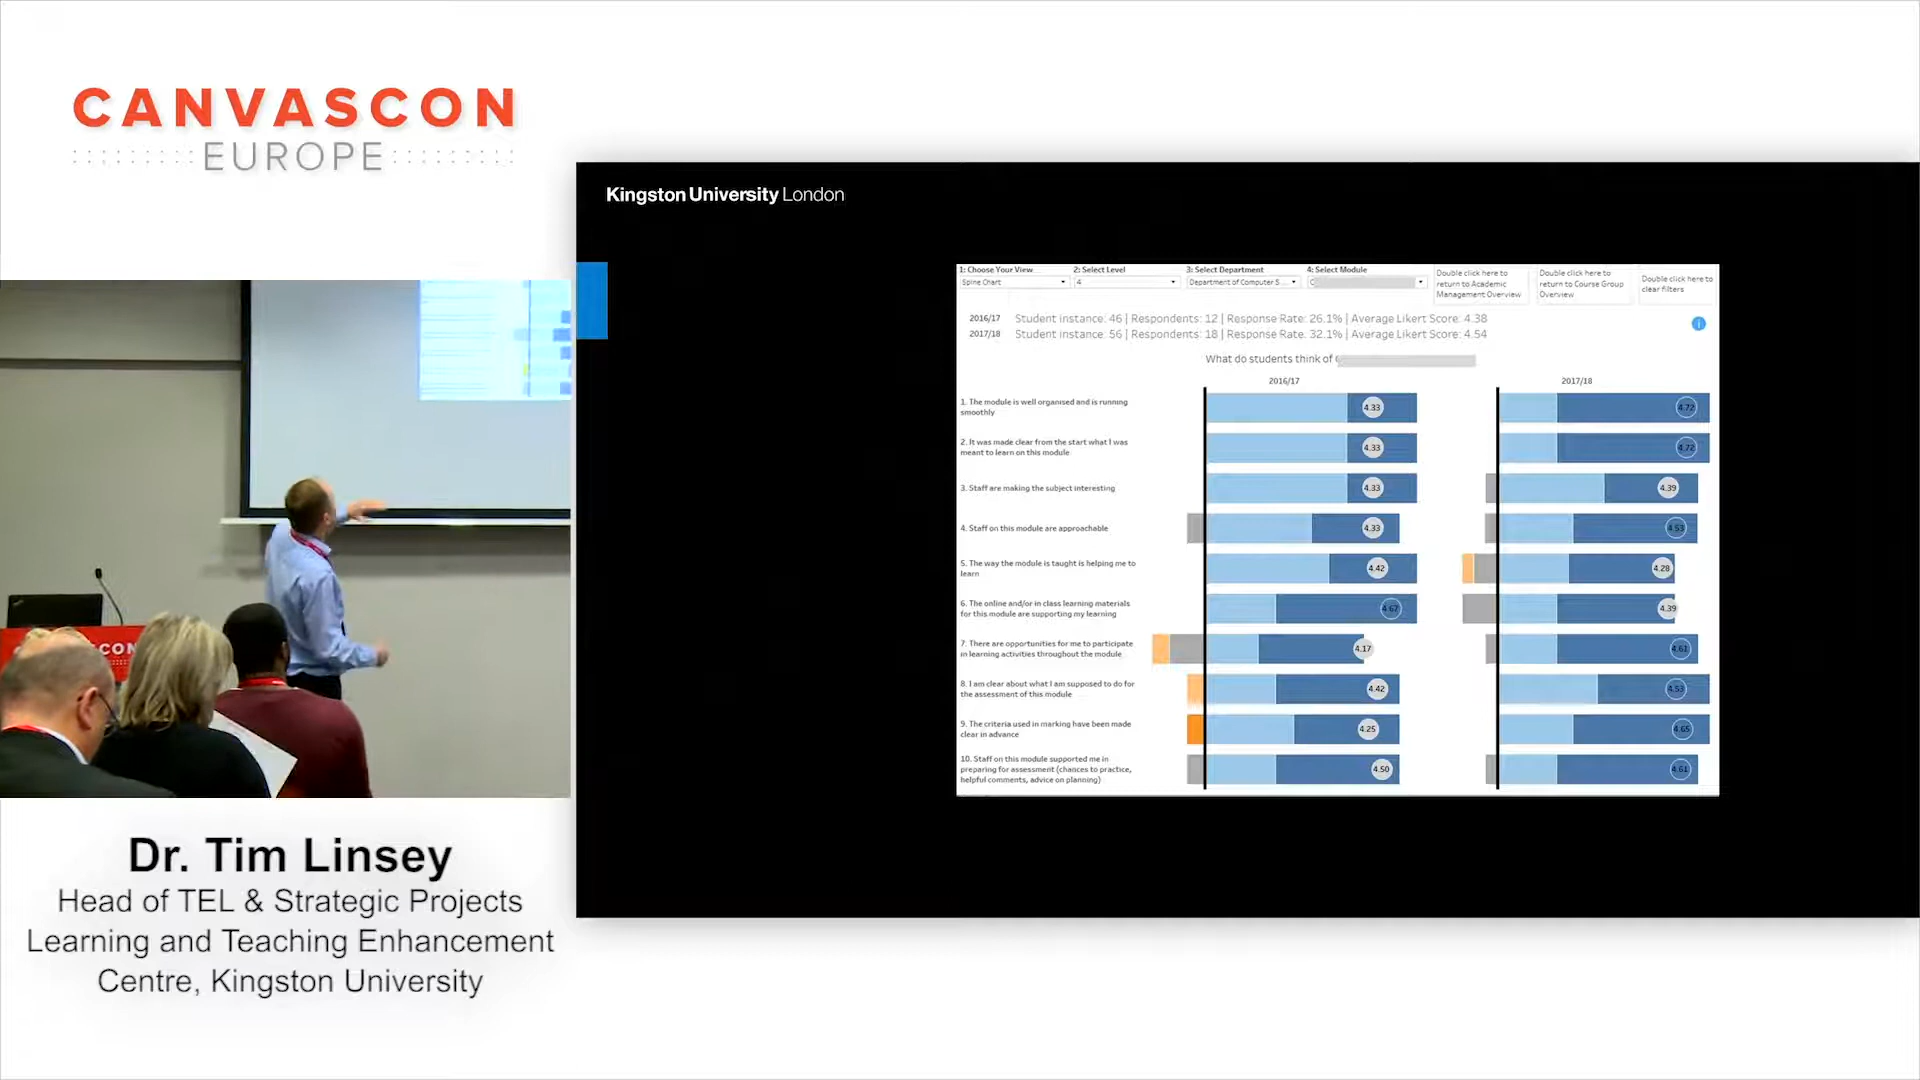 CANVASCON
EUROPE
Kingston University London
1: Choose Your View
Spine Chart
2: Select Level
4
3: Select Department
Department of Computer S...
4: Select Module
C
Double click here to
return to Academic
Management Overview
Double click here to
return to Course Group
Overview
Double click here to
clear filters
2016/17 Student instance: 46 | Respondents: 12 | Response Rate: 26.1% | Average Likert Score: 4.38
2017/18 Student instance: 56 | Respondents: 18 | Response Rate: 32.1% | Average Likert Score: 4.54
i
What do students think of
2016/17
2017/18
1. The module is well organised and is running
smoothly
4.33
4.72
2. It was made clear from the start what I was
meant to learn on this module
4.33
4.72
3. Staff are making the subject interesting
4.33
4.39
4. Staff on this module are approachable
4.33
4.53
5. The way the module is taught is helping me to
learn
4.42
4.28
6. The online and/or in class learning materials
for this module are supporting my learning
4.67
4.39
7. There are opportunities for me to participate
in learning activities throughout the module
4.17
4.61
8. I am clear about what I am supposed to do for
the assessment of this module
4.42
4.53
9. The criteria used in marking have been made
clear in advance
4.25
4.65
10. Staff on this module supported me in
preparing for assessment (chances to practice,
helpful comments, advice on planning)
4.50
4.61
CANVASCON
Dr. Tim Linsey
Head of TEL & Strategic Projects
Learning and Teaching Enhancement
Centre, Kingston University